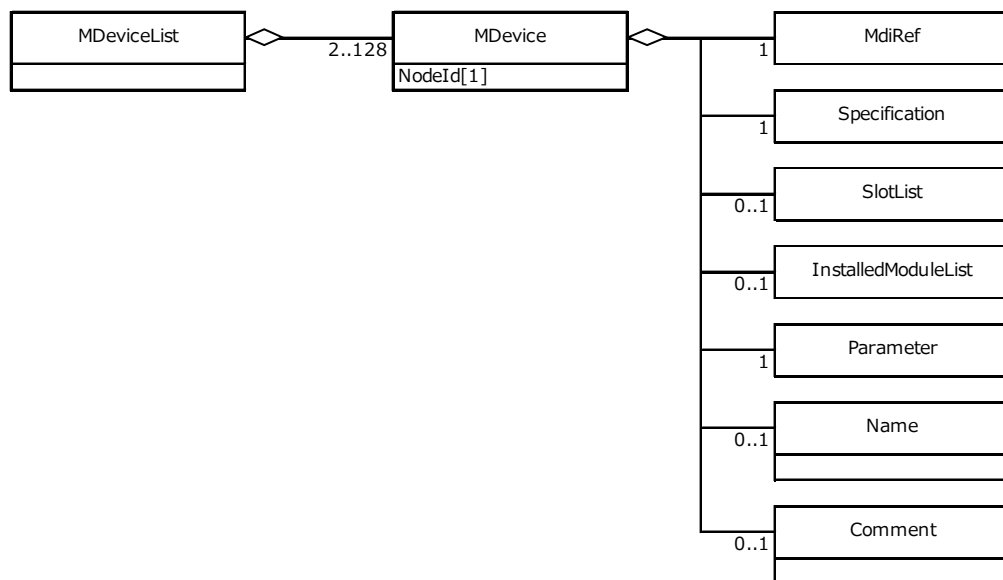 MDeviceList
2..128
MDevice
NodeId[1]
MdiRef
1
Specification
1
SlotList
0..1
InstalledModuleList
0..1
Parameter
1
Name
0..1
Comment
0..1